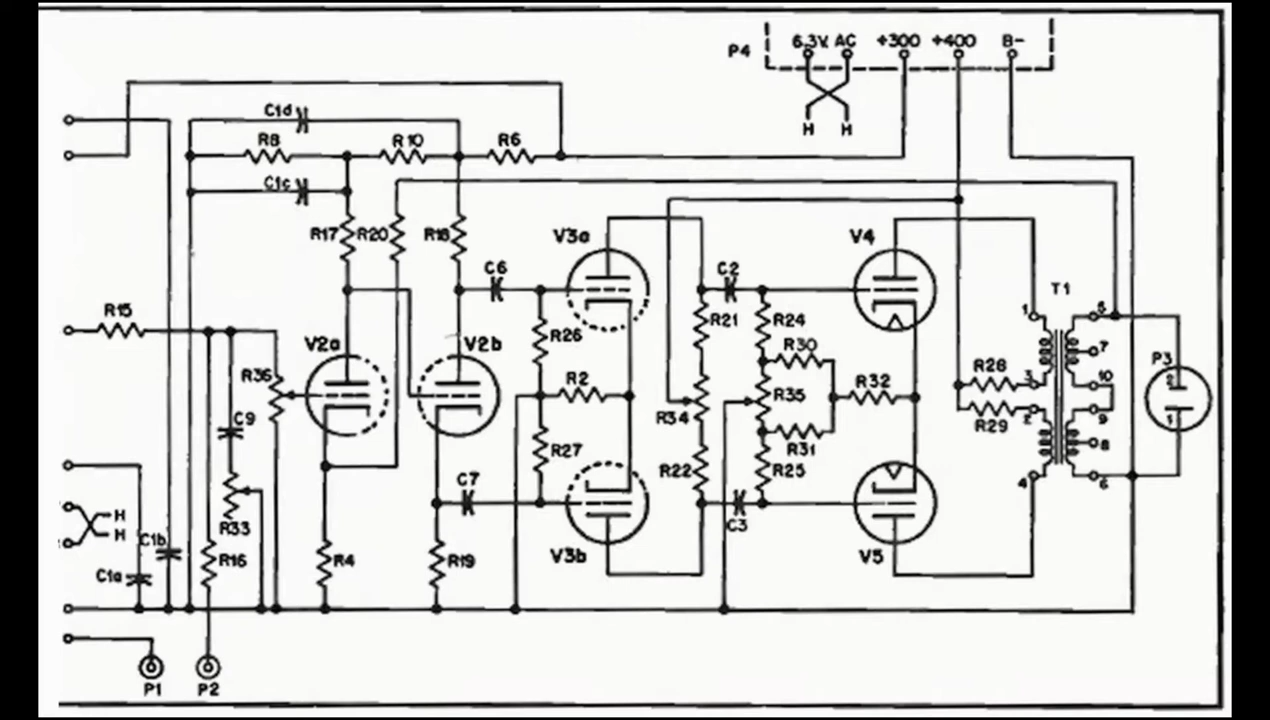 P4
6.3V. AC +300 +400 B-
H H
C1d
R8 R10 R6
C1c
R17 R20 R18
V3a V4
C6 C2
T1
R15
1 5
R21 R24
R26
V2a V2b
R30
7
P3
R36
R2
R28
3 10
2
R35 R32
R34
C9
R29
2 9
1
R27 R31
8
R22 R25
C7
4 6
H
H
R33
C3
C1b
V3b V5
R16 R4 R19
C1a
P1 P2